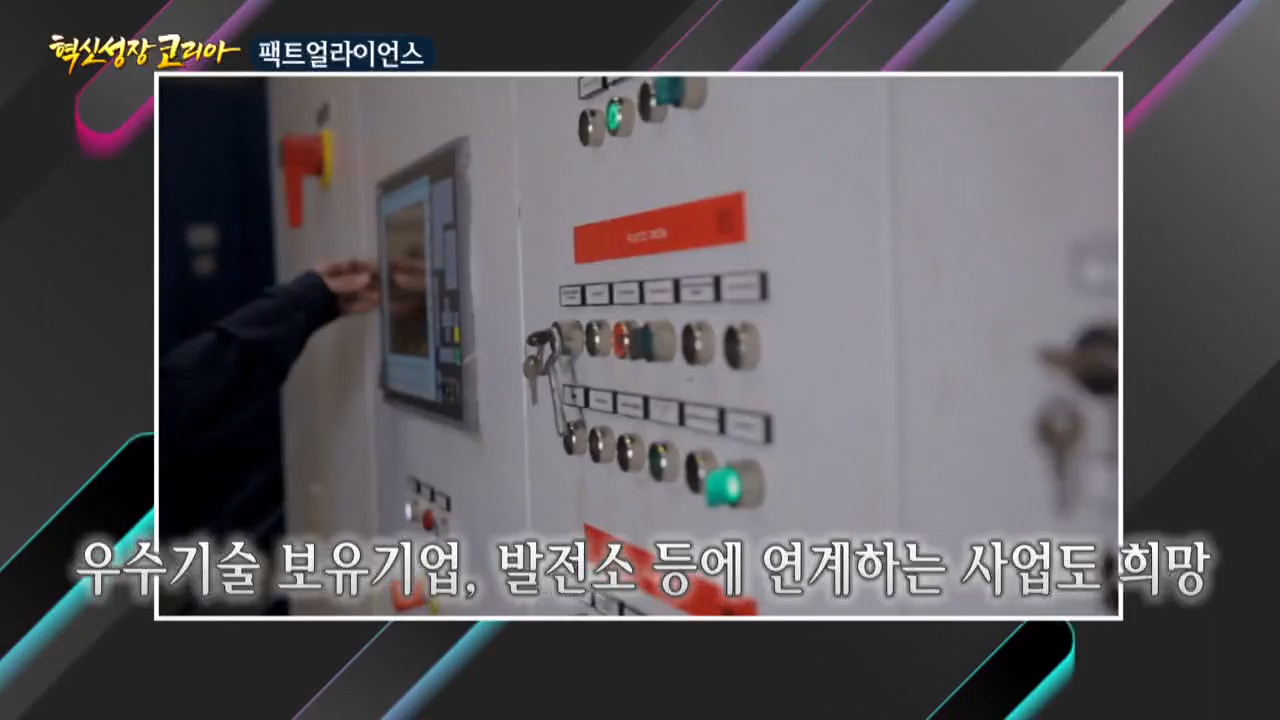 혁신성장 코리아 팩트얼라이언스
우수기술 보유기업, 발전소 등에 연계하는 사업도 희망